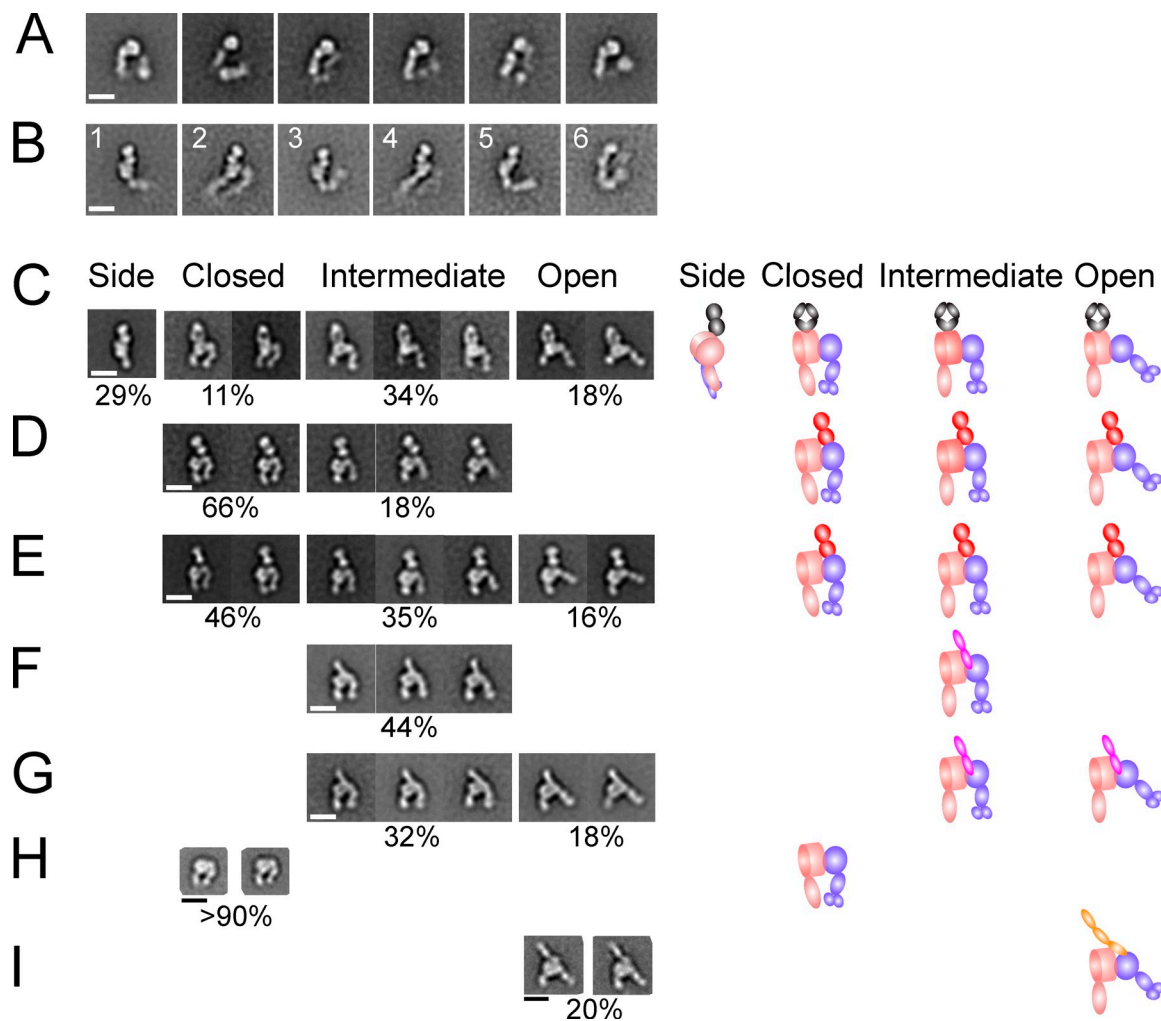 A
B
1 2 3 4 5 6
C
Side Closed Intermediate Open Side Closed Intermediate Open
29% 11% 34% 18%
D
66% 18%
E
46% 35% 16%
F
44%
G
32% 18%
H
>90%
I
20%